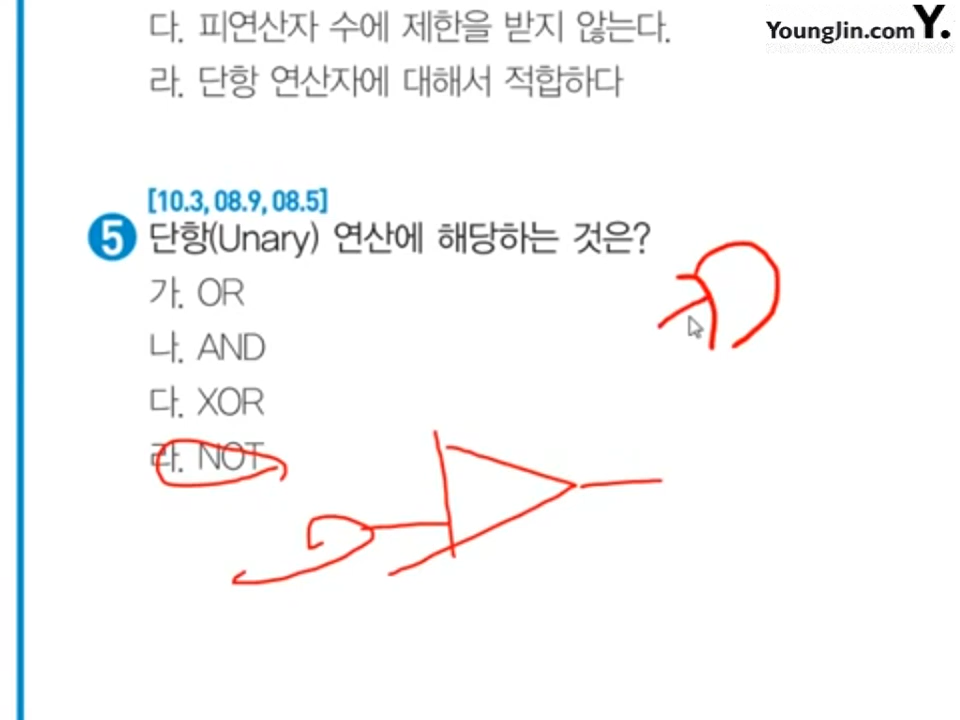 다. 피연산자 수에 제한을 받지 않는다.
YoungJin.com Y.
라. 단항 연산자에 대해서 적합하다
[10.3, 08.9, 08.5]
5 단항(Unary) 연산에 해당하는 것은?
가. OR
나. AND
다. XOR
라. NOT